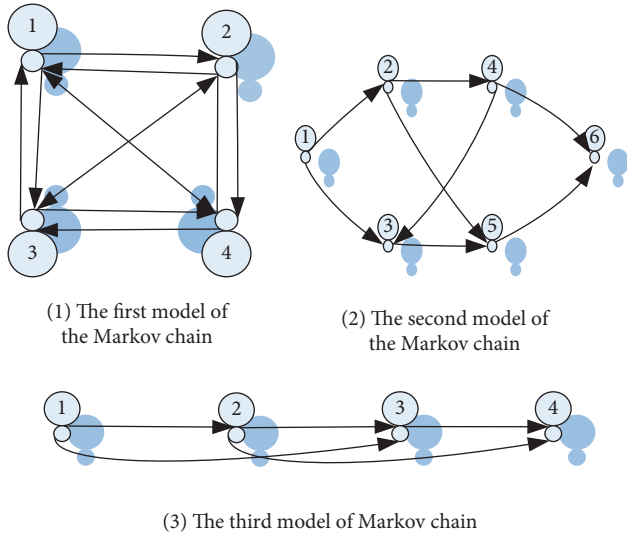 1
2
3
4
(1) The first model of
the Markov chain
2
4
1
6
3
5
(2) The second model of
the Markov chain
1
2
3
4
(3) The third model of Markov chain